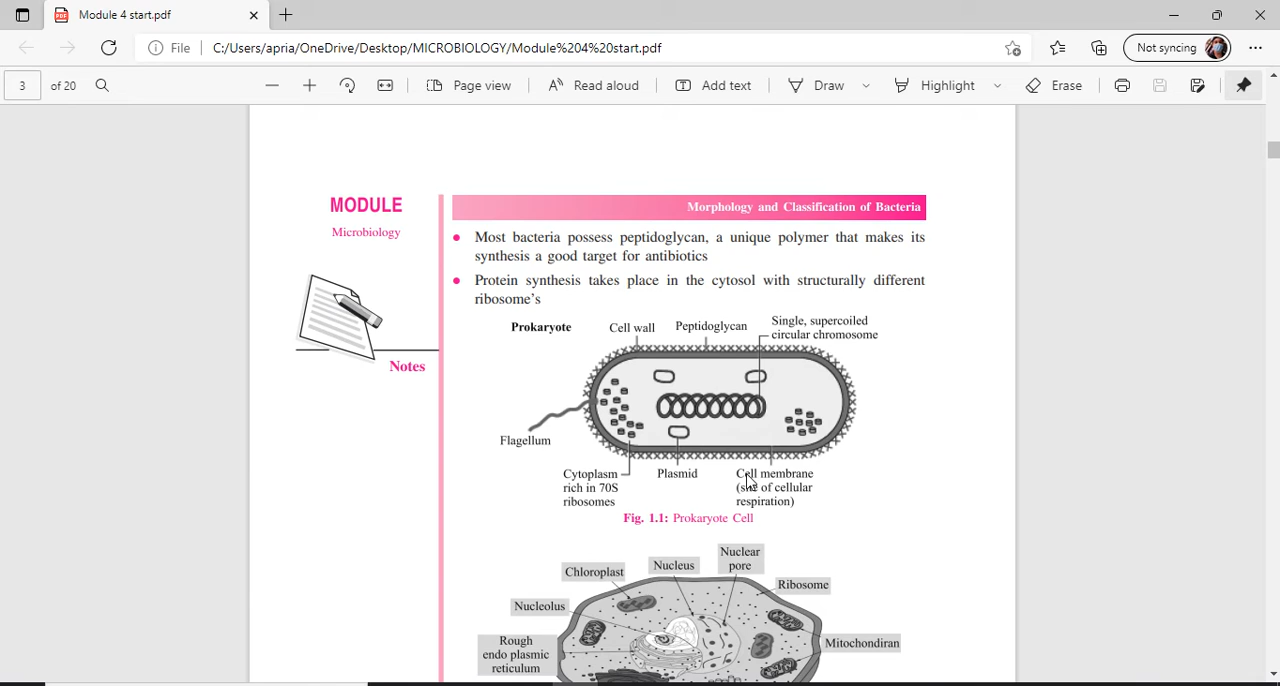 Module 4 start.pdf
File
C:/Users/apria/OneDrive/Desktop/MICROBIOLOGY/Module%204%20start.pdf
Not syncing
3 of 20
Page view
Read aloud
Add text
Draw
Highlight
Erase
MODULE
Microbiology
Notes
Morphology and Classification of Bacteria
Most bacteria possess peptidoglycan, a unique polymer that makes its
synthesis a good target for antibiotics
Protein synthesis takes place in the cytosol with structurally different
ribosome's
Prokaryote
Cell wall
Peptidoglycan
Single, supercoiled
circular chromosome
Flagellum
Cytoplasm
rich in 70S
ribosomes
Plasmid
Cell membrane
(site of cellular
respiration)
Fig. 1.1: Prokaryote Cell
Chloroplast
Nucleus
Nuclear
pore
Ribosome
Nucleolus
Rough
endo plasmic
reticulum
Mitochondiran